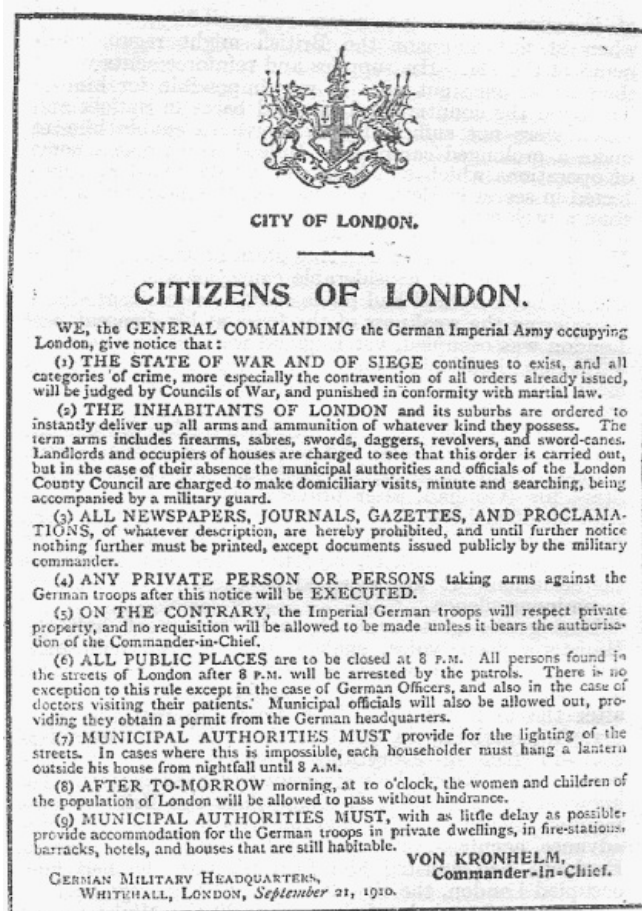 CITY OF LONDON.
CITIZENS OF LONDON.
WE, the GENERAL COMMANDING the German Imperial Army occupying
London, give notice that:
(1) THE STATE OF WAR AND OF SIEGE continues to exist, and all
categories of crime, more especially the contravention of all orders already issued,
will be judged by Councils of War, and punished in conformity with martial law.
(2) THE INHABITANTS OF LONDON and its suburbs are ordered to
instantly deliver up all arms and ammunition of whatever kind they possess. The
term arms includes firearms, sabres, swords, daggers, revolvers, and sword-canes.
Landlords and occupiers of houses are charged to see that this order is carried out,
but in the case of their absence the municipal authorities and officials of the London
County Council are charged to make domiciliary visits, minute and searching, being
accompanied by a military guard.
(3) ALL NEWSPAPERS, JOURNALS, GAZETTES, AND PROCLAMA-
TIONS, of whatever description, are hereby prohibited, and until further notice
nothing further must be printed, except documents issued publicly by the military
commander.
(4) ANY PRIVATE PERSON OR PERSONS taking arms against the
German troops after this notice will be EXECUTED.
(5) ON THE CONTRARY, the Imperial German troops will respect private
property, and no requisition will be allowed to be made unless it bears the authorisa-
tion of the Commander-in-Chief.
(6) ALL PUBLIC PLACES are to be closed at 8 P.M. All persons found in
the streets of London after 8 P.M. will be arrested by the patrols. There is no
exception to this rule except in the case of German Officers, and also in the case of
doctors visiting their patients. Municipal officials will also be allowed out, pro-
viding they obtain a permit from the German headquarters.
(7) MUNICIPAL AUTHORITIES MUST provide for the lighting of the
streets. In cases where this is impossible, each householder must hang a lantern
outside his house from nightfall until 8 A.M.
(8) AFTER TO-MORROW morning, at 10 o'clock, the women and children of
the population of London will be allowed to pass without hindrance.
(9) MUNICIPAL AUTHORITIES MUST, with as little delay as possible,
provide accommodation for the German troops in private dwellings, in fire-stations,
barracks, hotels, and houses that are still habitable.
VON KRONHELM,
Commander-in-Chief.
GERMAN MILITARY HEADQUARTERS,
WHITEHALL, LONDON, September 21, 1910.